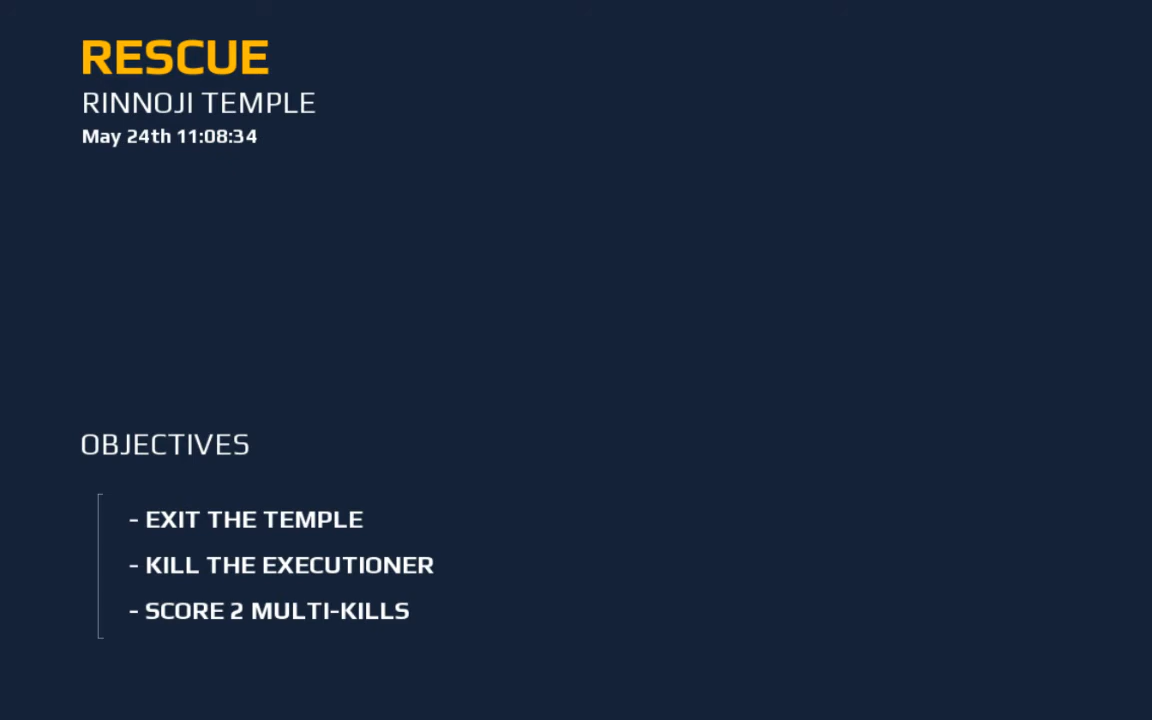 RESCUE
RINNOJI TEMPLE
May 24th 11:08:34
OBJECTIVES
- EXIT THE TEMPLE
- KILL THE EXECUTIONER
- SCORE 2 MULTI-KILLS